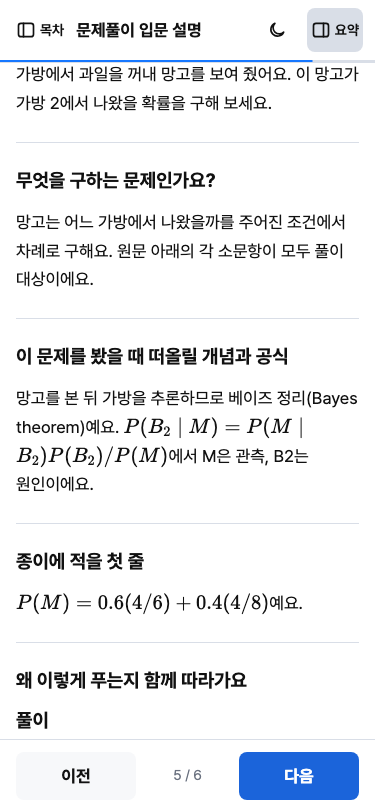 목차 문제풀이 입문 설명 요약
가방에서 과일을 꺼내 망고를 보여 줬어요. 이 망고가
가방 2에서 나왔을 확률을 구해 보세요.
무엇을 구하는 문제인가요?
망고는 어느 가방에서 나왔을까를 주어진 조건에서
차례로 구해요. 원문 아래의 각 소문항이 모두 풀이
대상이에요.
이 문제를 봤을 때 떠올릴 개념과 공식
망고를 본 뒤 가방을 추론하므로 베이즈 정리(Bayes
theorem)예요. P(B₂ | M) = P(M |
B₂)P(B₂)/P(M)에서 M은 관측, B2는
원인이에요.
종이에 적을 첫 줄
P(M) = 0.6(4/6) + 0.4(4/8)예요.
왜 이렇게 푸는지 함께 따라가요
풀이
이전 5 / 6 다음